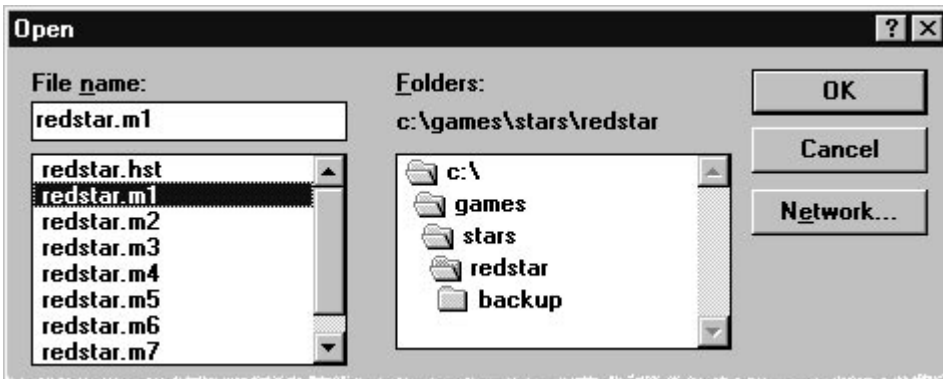 Open
File name:
redstar.m1
redstar.hst
redstar.m1
redstar.m2
redstar.m3
redstar.m4
redstar.m5
redstar.m6
redstar.m7
Folders:
c:\games\stars\redstar
c:\
games
stars
redstar
backup
OK
Cancel
Network...